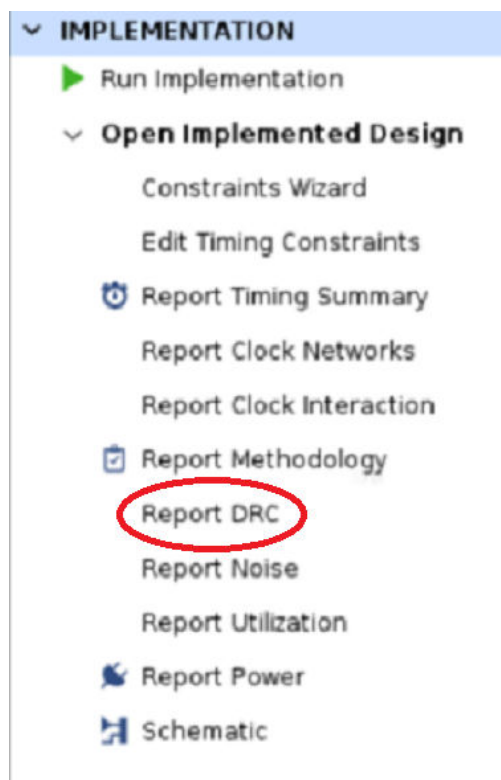 IMPLEMENTATION
Run Implementation
Open Implemented Design
Constraints Wizard
Edit Timing Constraints
Report Timing Summary
Report Clock Networks
Report Clock Interaction
Report Methodology
Report DRC
Report Noise
Report Utilization
Report Power
Schematic